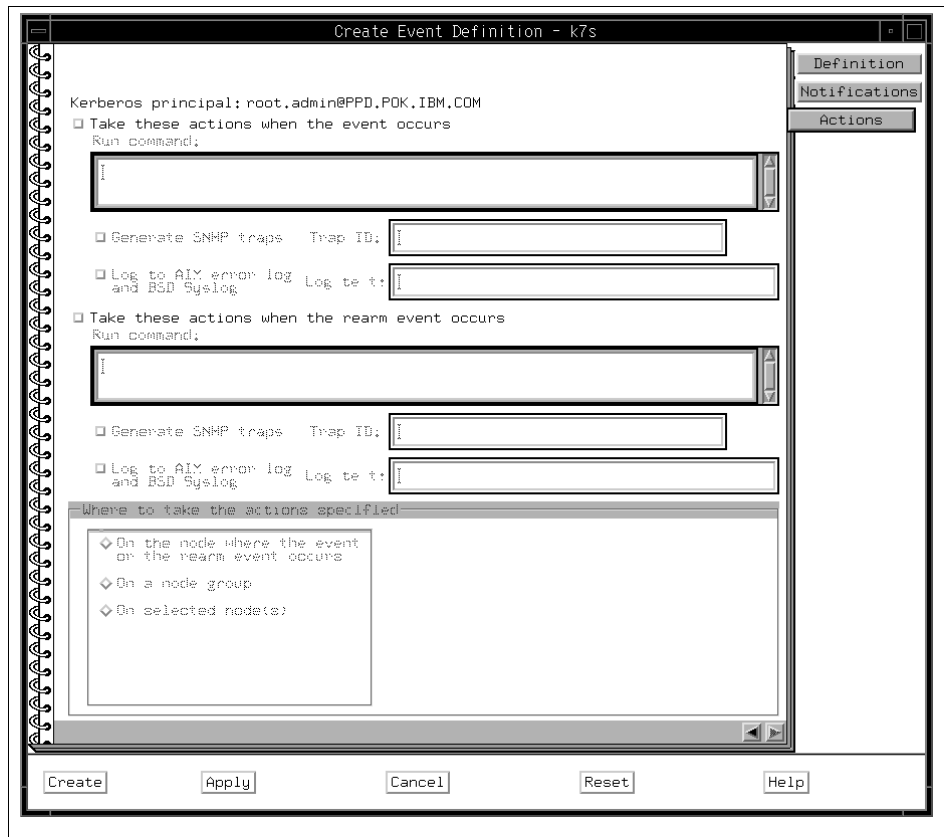 Create Event Definition - k7s
Definition
Notifications
Actions
Kerberos principal: root.admin@PPD.POK.IBM.COM
Take these actions when the event occurs
Run command:
Generate SNMP traps Trap ID:
Log to AIX error log
and BSD Syslog
Log te t:
Take these actions when the rearm event occurs
Run command:
Generate SNMP traps Trap ID:
Log to AIX error log
and BSD Syslog
Log te t:
Where to take the actions specified
On the node where the event
or the rearm event occurs
On a node group
On selected node(s)
Create Apply Cancel Reset Help